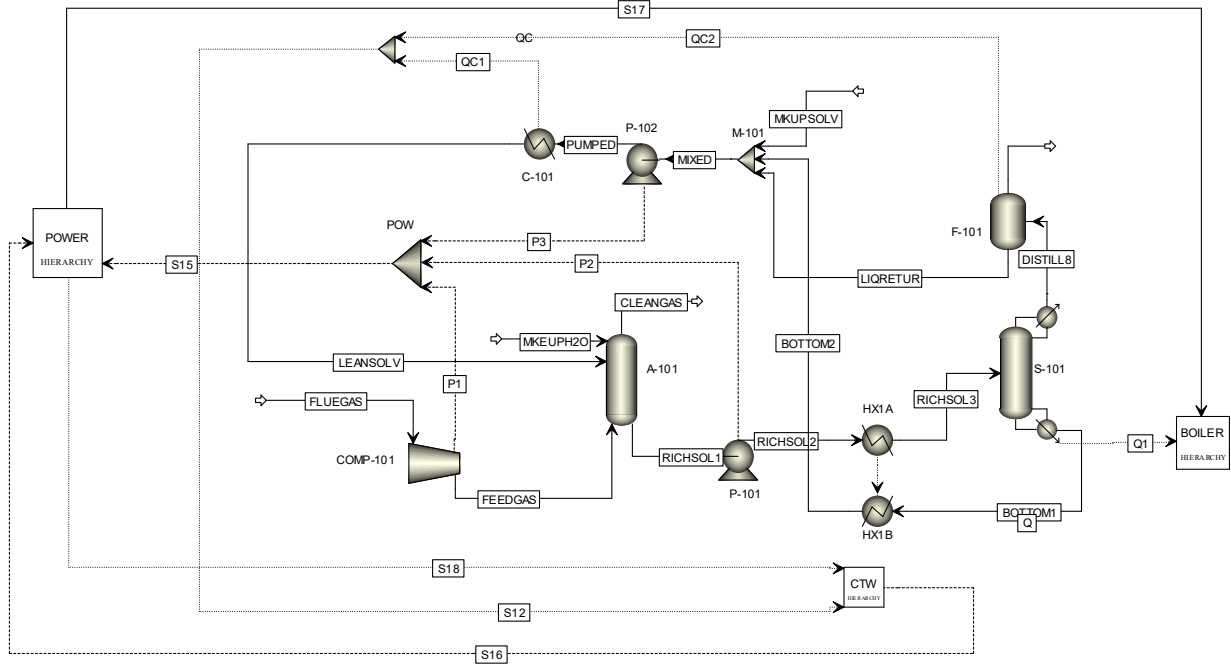 S17
QC
QC2
QC1
MKUPSOLV
P-102
M-101
PUMPED
MIXED
C-101
POWER
HIERARCHY
POW
P3
F-101
S15
P2
DISTILL8
LIQRETUR
CLEANGAS
MKEUPH2O
BOTTOM2
LEANSOLV
A-101
S-101
P1
FLUEGAS
RICHSOL3
HX1A
BOILER
HIERARCHY
RICHSOL2
Q1
COMP-101
RICHSOL1
P-101
FEEDGAS
BOTTOM1
Q
HX1B
S18
CTW
HIERARCHY
S12
S16